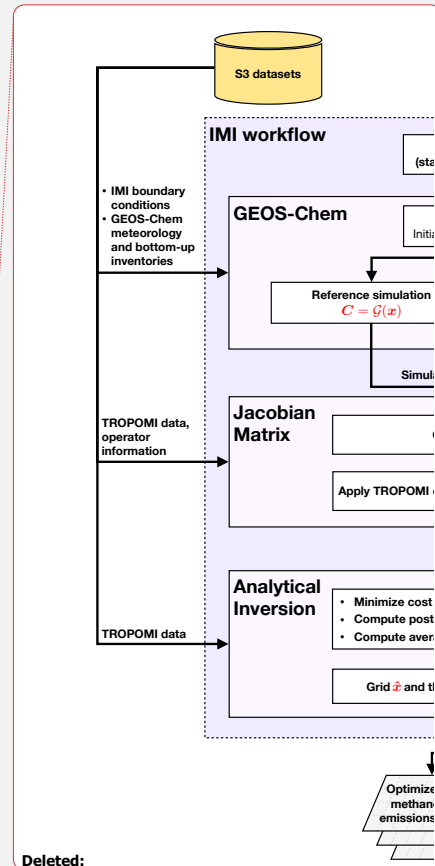 S3 datasets
IMI workflow
(sta
• IMI boundary
conditions
• GEOS-Chem
meteorology
and bottom-up
inventories
GEOS-Chem
Initia
Reference simulation
C = G(x)
Simula
TROPOMI data,
operator
information
Jacobian
Matrix
Apply TROPOMI
Analytical
Inversion
• Minimize cost
• Compute post
• Compute avera
TROPOMI data
Grid x̂ and th
Optimize
methane
emissions
Deleted: